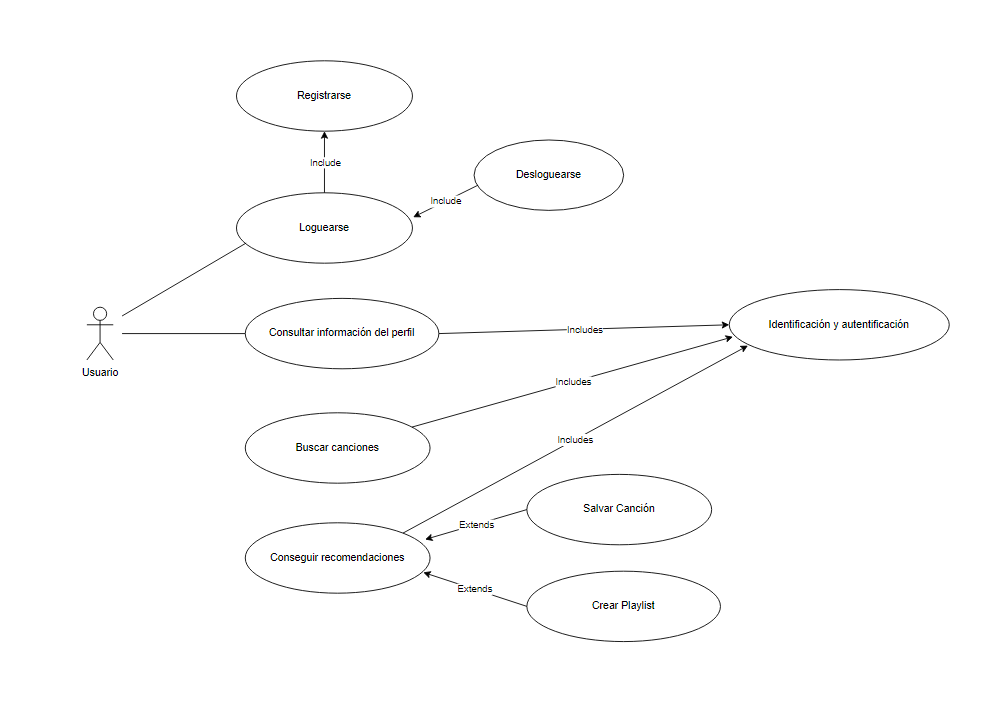 Registrarse
Include
Desloguearse
Include
Loguearse
Consultar información del perfil
Includes
Identificación y autentificación
Usuario
Includes
Buscar canciones
Includes
Salvar Canción
Extends
Conseguir recomendaciones
Extends
Crear Playlist